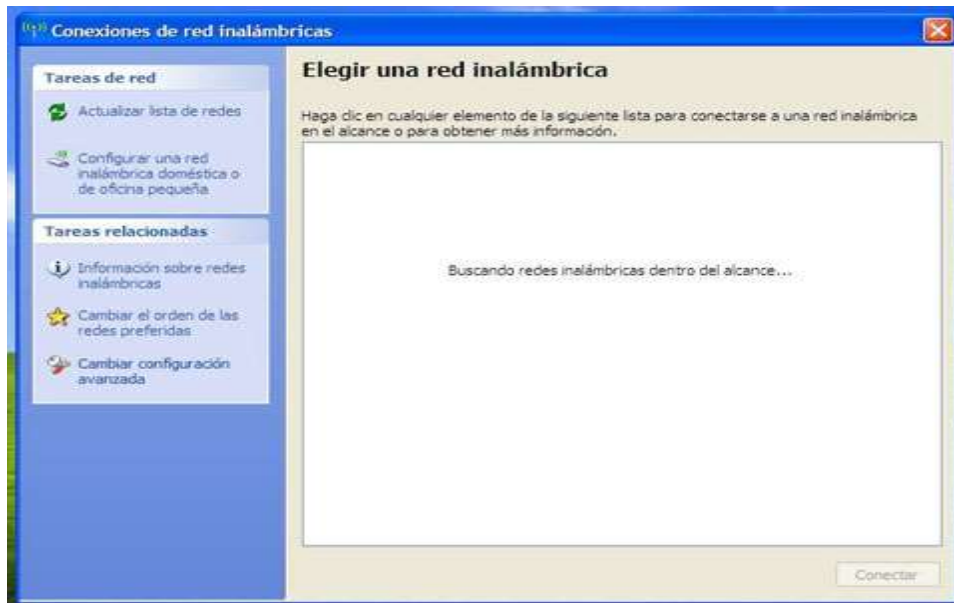 Conexiones de red inalámbricas
Tareas de red
Actualizar lista de redes
Configurar una red
inalámbrica doméstica o
de oficina pequeña
Tareas relacionadas
Información sobre redes
inalámbricas
Cambiar el orden de las
redes preferidas
Cambiar configuración
avanzada
Elegir una red inalámbrica
Haga clic en cualquier elemento de la siguiente lista para conectarse a una red inalámbrica
en el alcance o para obtener más información.
Buscando redes inalámbricas dentro del alcance...
Conectar